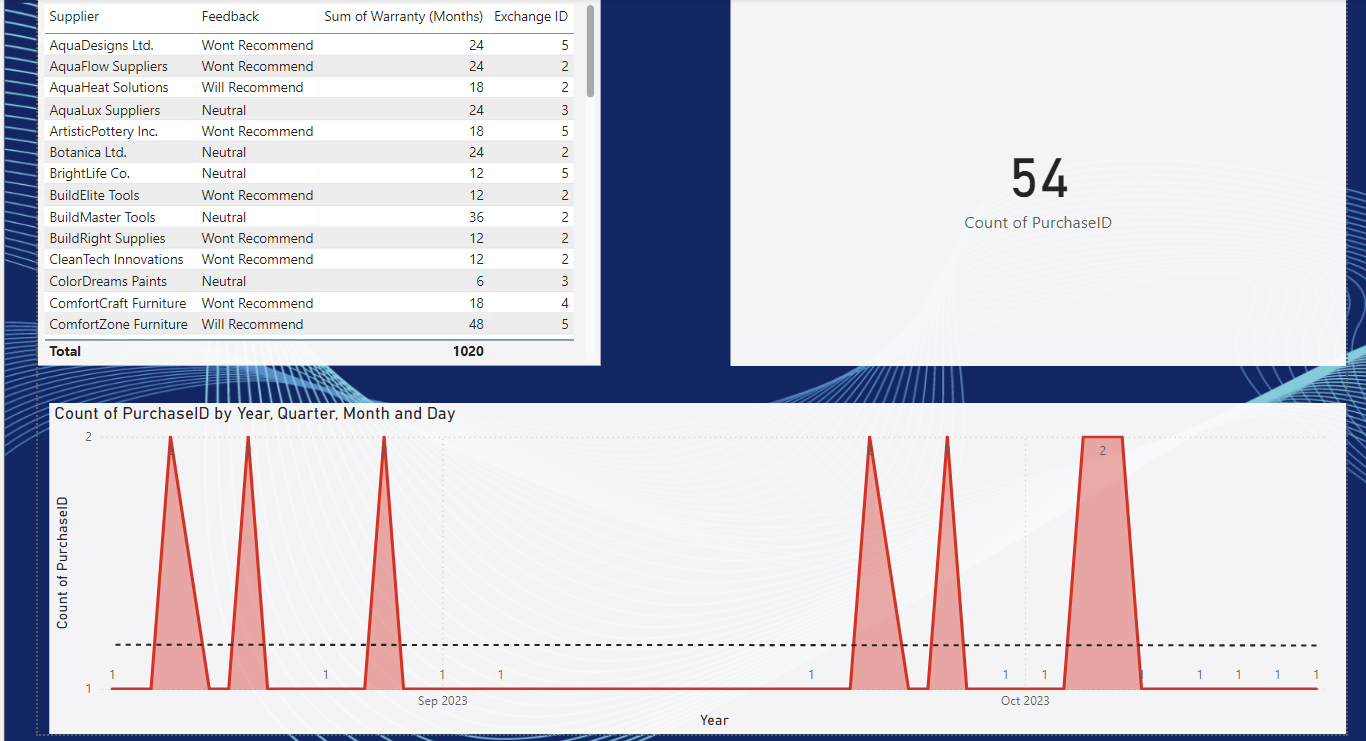 Supplier Feedback Sum of Warranty (Months) Exchange ID
AquaDesigns Ltd. Wont Recommend 24 5
AquaFlow Suppliers Wont Recommend 24 2
AquaHeat Solutions Will Recommend 18 2
AquaLux Suppliers Neutral 24 3
ArtisticPottery Inc. Wont Recommend 18 5
Botanica Ltd. Neutral 24 2
BrightLife Co. Neutral 12 5
BuildElite Tools Wont Recommend 12 2
BuildMaster Tools Neutral 36 2
BuildRight Supplies Wont Recommend 12 2
CleanTech Innovations Wont Recommend 12 2
ColorDreams Paints Neutral 6 3
ComfortCraft Furniture Wont Recommend 18 4
ComfortZone Furniture Will Recommend 48 5
Total 1020
54
Count of PurchaseID
Count of PurchaseID by Year, Quarter, Month and Day
Count of PurchaseID
2
2
1 1 1 1 1 1 1 1 1 1 1 1
1
Sep 2023 Oct 2023
Year